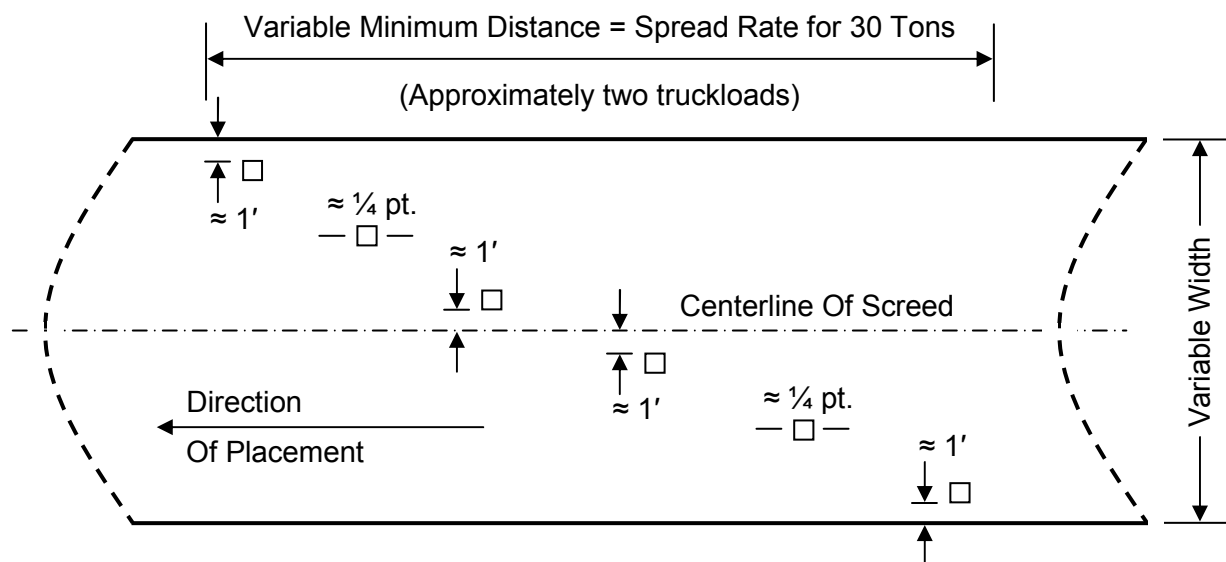 Variable Minimum Distance = Spread Rate for 30 Tons
(Approximately two truckloads)
≈ 1′
≈ ¼ pt.
≈ 1′
Centerline Of Screed
≈ 1′
≈ ¼ pt.
≈ 1′
Direction
Of Placement
Variable Width